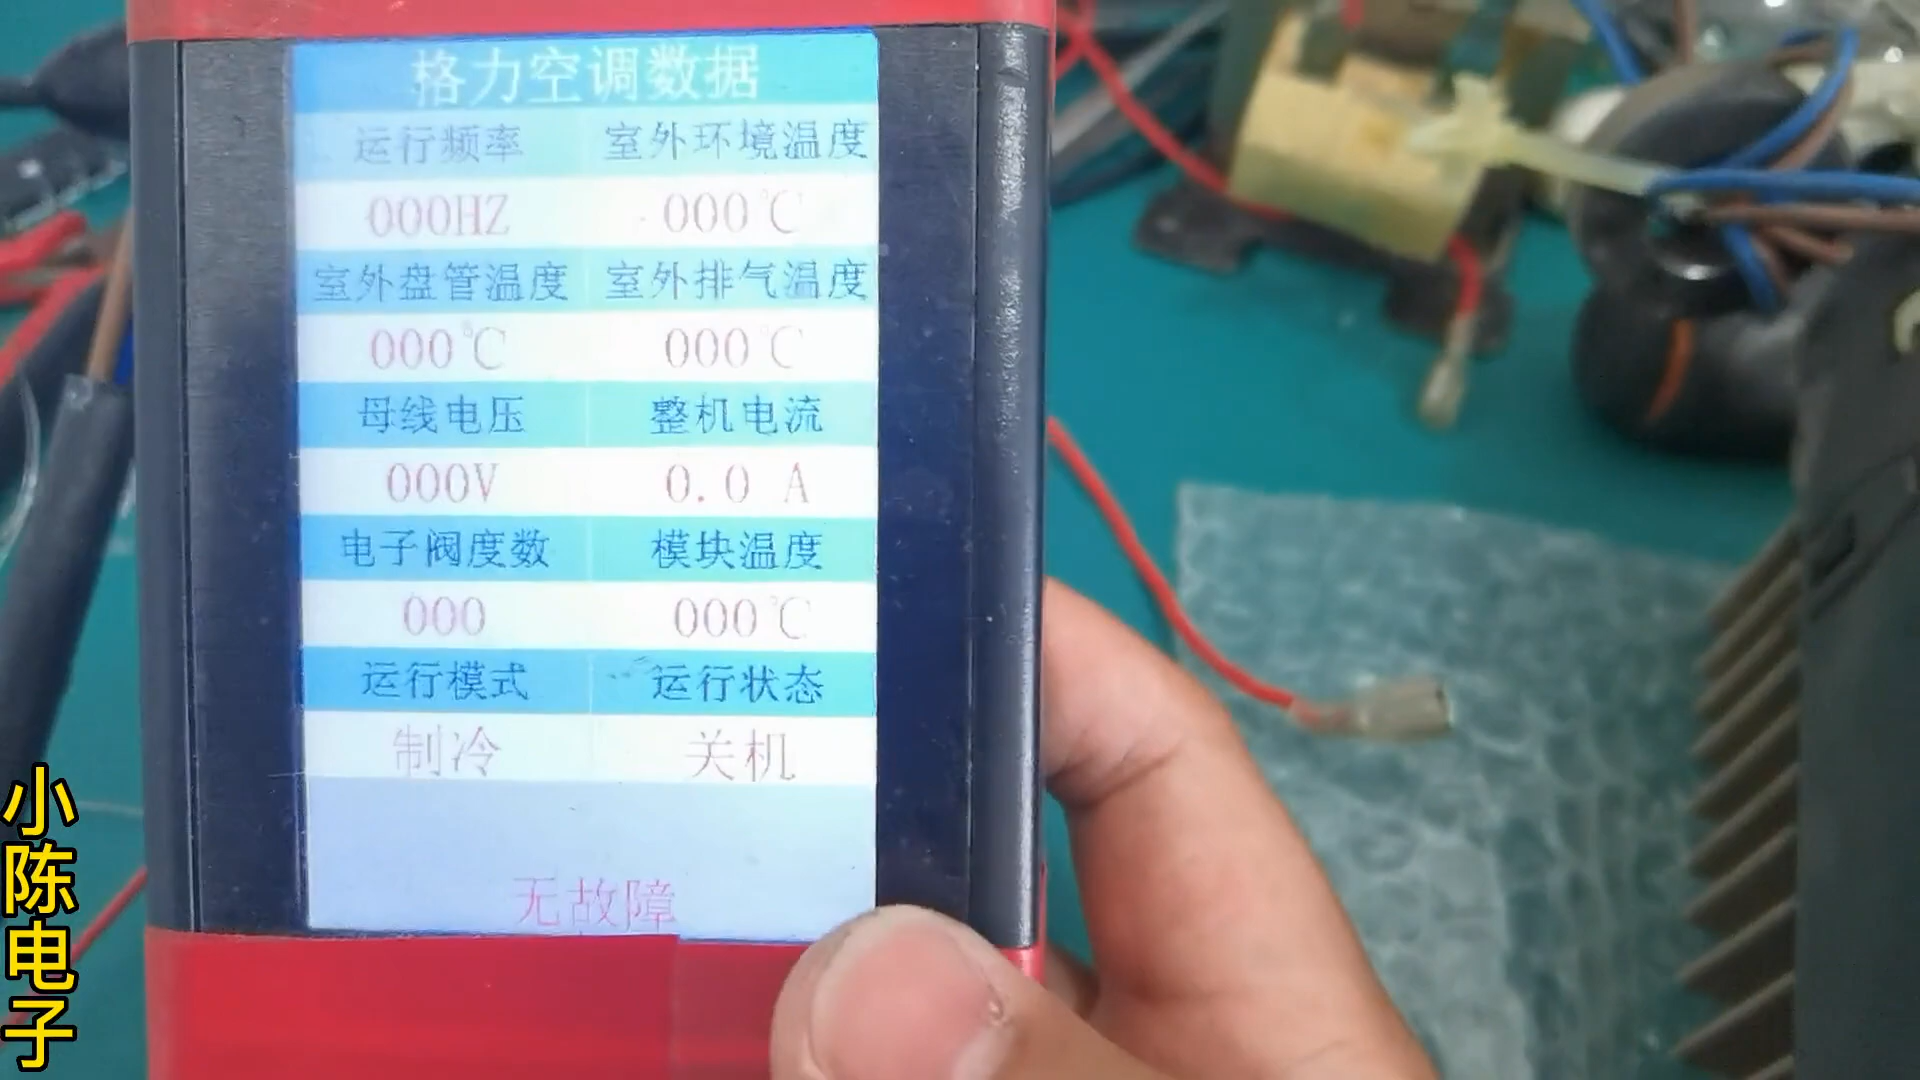 格力空调数据
运行频率 室外环境温度
000HZ 000℃
室外盘管温度 室外排气温度
000℃ 000℃
母线电压 整机电流
000V 0.0 A
电子阀度数 模块温度
000 000℃
运行模式 运行状态
制冷 关机
无故障
小陈电子